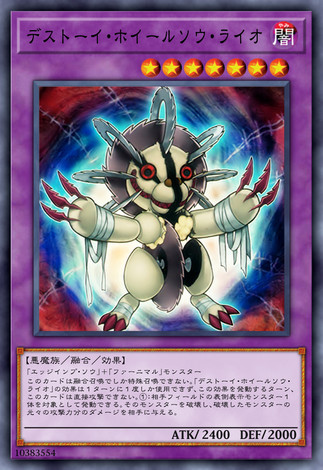 デストーイ・ホイールソウ・ライオ
闇
やみ
【悪魔族／融合／効果】
「エッジインプ・ソウ」＋「ファーニマル」モンスター
このカードは融合召喚でしか特殊召喚できない。「デストーイ・ホイールソウ・
ライオ」の効果は１ターンに１度しか使用できず、この効果を発動するターン、
このカードは直接攻撃できない。①：相手フィールドの表側表示モンスター１
体を対象として発動できる。そのモンスターを破壊し、破壊したモンスターの
元々の攻撃力分のダメージを相手に与える。
ATK/ 2400 DEF/2000
10383554